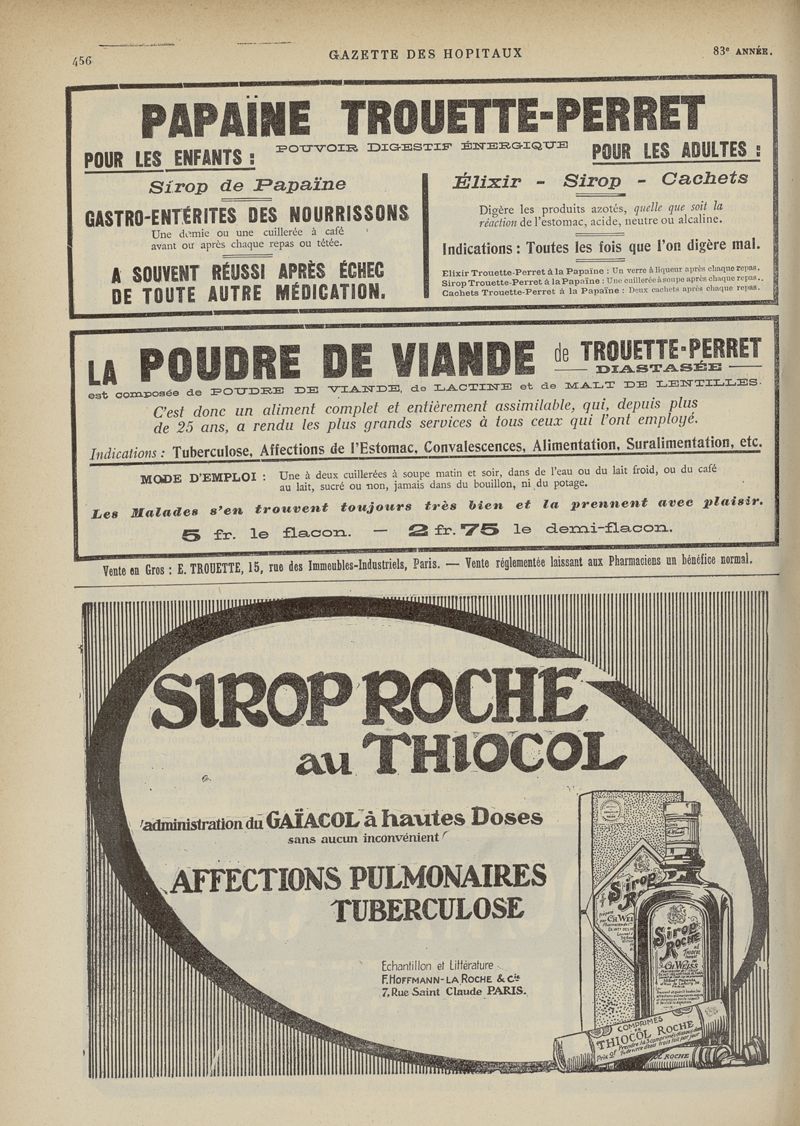 456
GAZETTE DES HOPITAUX
83e ANNÉE.
PAPAÏNE TROUETTE-PERRET
POUVOIR DIGESTIF ÉNERGIQUE
POUR LES ENFANTS :
Sirop de Papaïne
GASTRO-ENTÉRITES DES NOURRISSONS
Une demie ou une cuillerée à café
avant ou après chaque repas ou tétée.
A SOUVENT RÉUSSI APRÈS ÉCHEC
DE TOUTE AUTRE MÉDICATION.
POUR LES ADULTES :
Élixir - Sirop - Cachets
Digère les produits azotés, quelle que soit la
réaction de l'estomac, acide, neutre ou alcaline.
Indications : Toutes les fois que l'on digère mal.
Elixir Trouette-Perret à la Papaïne : Un verre à liqueur après chaque repas.
Sirop Trouette-Perret à la Papaïne : Une cuillerée à soupe après chaque repas..
Cachets Trouette-Perret à la Papaïne : Deux cachets après chaque repas.
LA POUDRE DE VIANDE de TROUETTE-PERRET
DIASTASÉE
est composée de POUDRE DE VIANDE, de LACTINE et de MALT DE LENTILLES.
C'est donc un aliment complet et entièrement assimilable, qui, depuis plus
de 25 ans, a rendu les plus grands services à tous ceux qui l'ont employé.
Indications : Tuberculose, Affections de l'Estomac, Convalescences, Alimentation, Suralimentation, etc.
MODE D'EMPLOI : Une à deux cuillerées à soupe matin et soir, dans de l'eau ou du lait froid, ou du café
au lait, sucré ou non, jamais dans du bouillon, ni du potage.
Les Malades s'en trouvent toujours très bien et la prennent avec plaisir.
5 fr. le flacon. — 2 fr. 75 le demi-flacon.
Vente en Gros : E. TROUETTE, 15, rue des Immeubles-Industriels, Paris. — Vente réglementée laissant aux Pharmaciens un bénéfice normal.
SIROP ROCHE
au THIOCOL
administration du GAÏACOL à hautes Doses
sans aucun inconvénient
AFFECTIONS PULMONAIRES
TUBERCULOSE
Echantillon et Littérature
F. HOFFMANN-LA ROCHE & Cie
7, Rue Saint Claude PARIS.
Sirop
Roche
Sirop
ROCHE
au
THIOCOL
CH WEISS
COMPRIMÉS
THIOCOL ROCHE
ROCHE